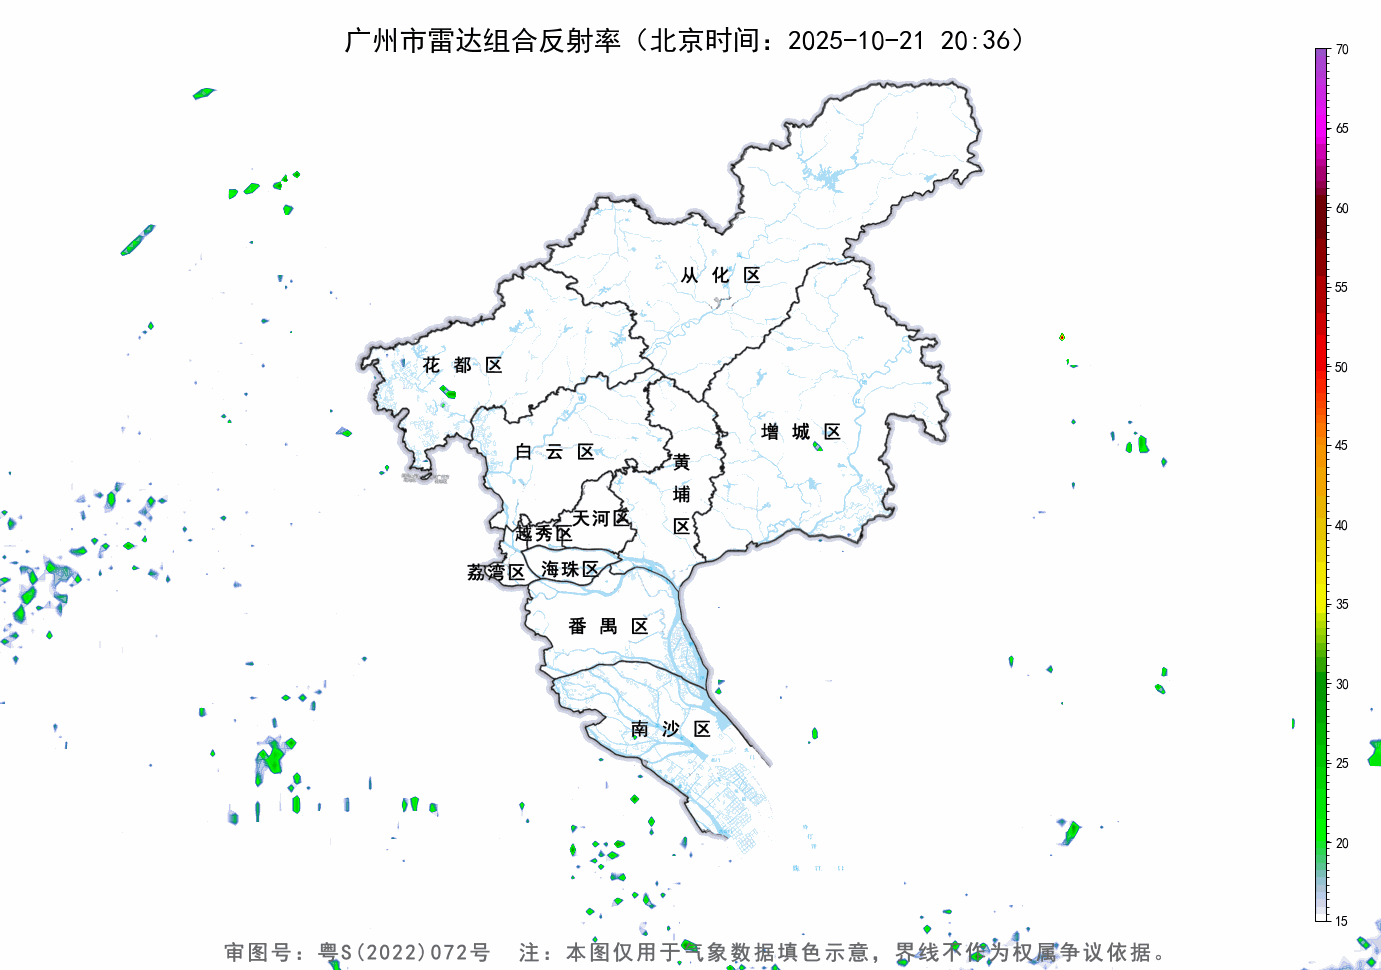 广州市雷达组合反射率（北京时间：2025-10-21 20:36）
70
65
60
55
50
45
40
35
30
25
20
15
从化区
花都区
增城区
白云区
黄埔区
天河区
越秀区
荔湾区
海珠区
番禺区
南沙区
审图号：粤S(2022)072号 注：本图仅用于气象数据填色示意，界线不作为权属争议依据。